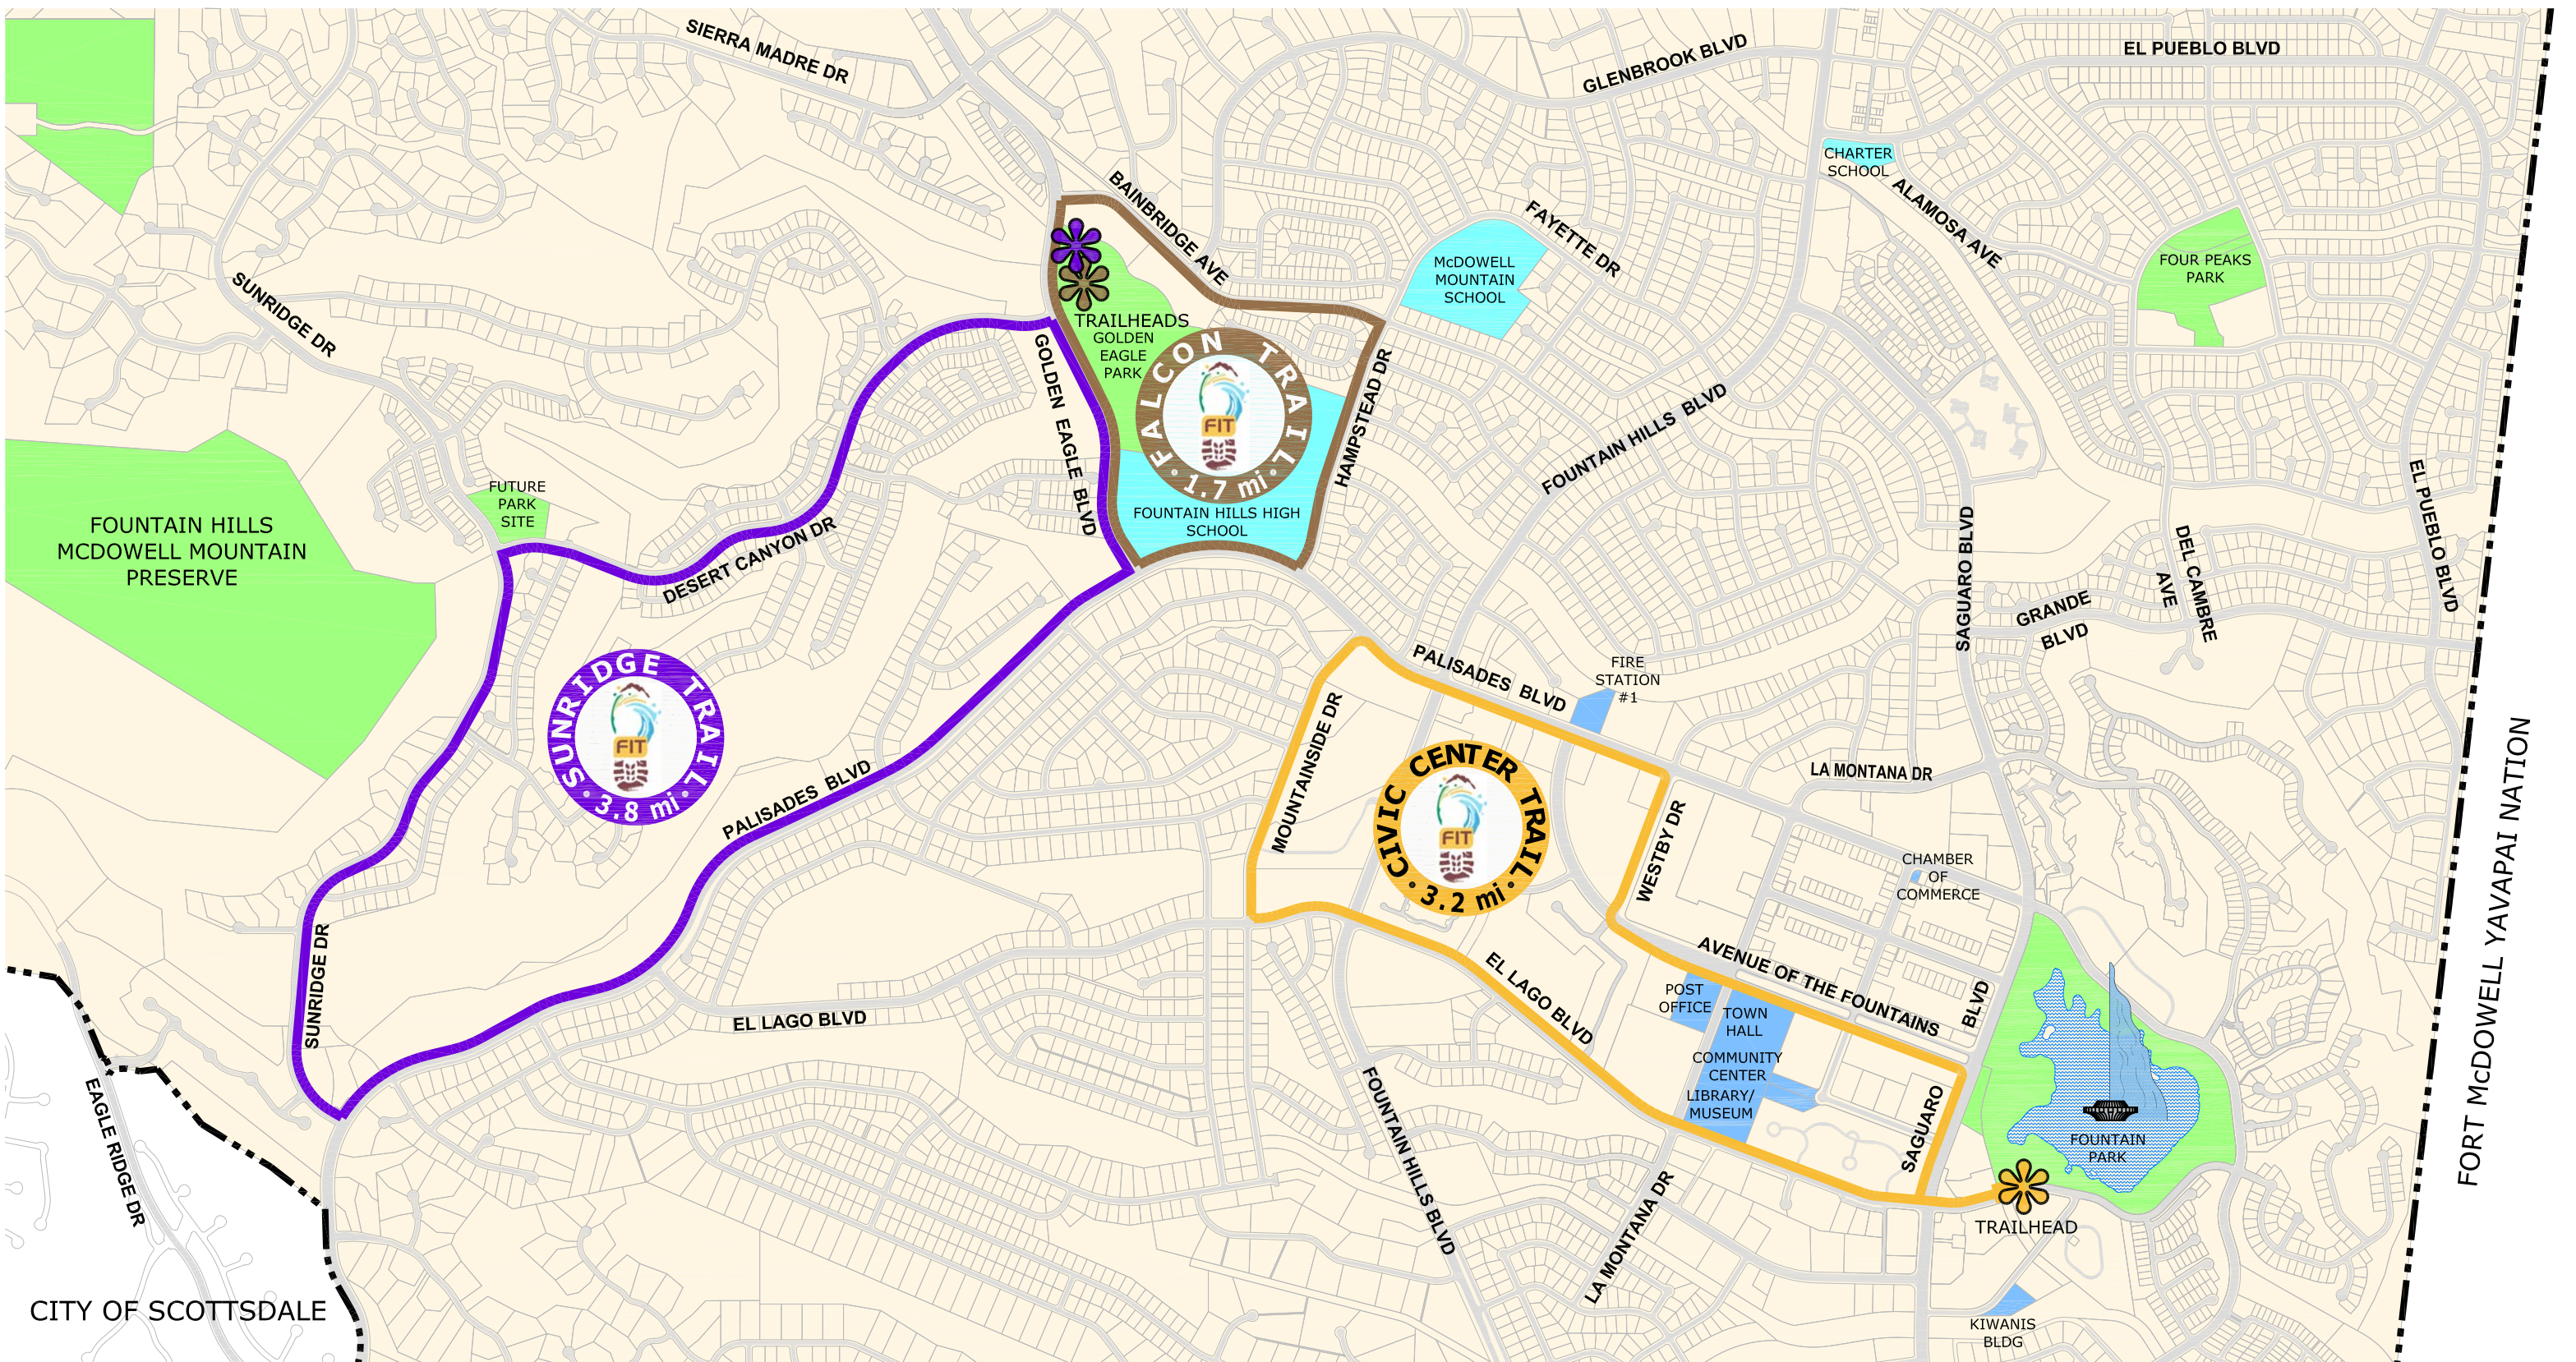 SIERRA MADRE DR
GLENBROOK BLVD
EL PUEBLO BLVD
CHARTER
SCHOOL
ALAMOSA AVE
BAINBRIDGE AVE
FAYETTE DR
McDOWELL
MOUNTAIN
SCHOOL
FOUR PEAKS
PARK
SUNRIDGE DR
TRAILHEADS
GOLDEN
EAGLE
PARK
GOLDEN EAGLE BLVD
FALCON TRAIL
FIT
1.7 mi
HAMPSTEAD DR
FOUNTAIN HILLS HIGH
SCHOOL
FOUNTAIN HILLS BLVD
SAGUARO BLVD
EL PUEBLO BLVD
DEL CAMBRE
AVE
GRANDE
BLVD
FOUNTAIN HILLS
MCDOWELL MOUNTAIN
PRESERVE
FUTURE
PARK
SITE
DESERT CANYON DR
SUNRIDGE TRAIL
FIT
3.8 mi
PALISADES BLVD
PALISADES BLVD
FIRE
STATION
#1
MOUNTAINSIDE DR
CIVIC CENTER TRAIL
FIT
3.2 mi
WESTBY DR
LA MONTANA DR
CHAMBER
OF
COMMERCE
AVENUE OF THE FOUNTAINS
SAGUARO
BLVD
SUNRIDGE DR
EL LAGO BLVD
EL LAGO BLVD
POST
OFFICE
TOWN
HALL
COMMUNITY
CENTER
LIBRARY/
MUSEUM
FOUNTAIN
PARK
TRAILHEAD
FOUNTAIN HILLS BLVD
LA MONTANA DR
KIWANIS
BLDG
EAGLE RIDGE DR
CITY OF SCOTTSDALE
FORT McDOWELL YAVAPAI NATION